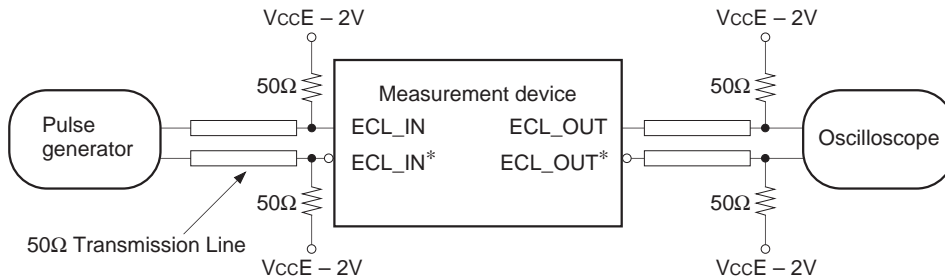 VCCE – 2V
VCCE – 2V
50Ω
50Ω
Measurement device
Pulse
generator
ECL_IN
ECL_OUT
Oscilloscope
ECL_IN*
ECL_OUT*
50Ω
50Ω
50Ω Transmission Line
VCCE – 2V
VCCE – 2V